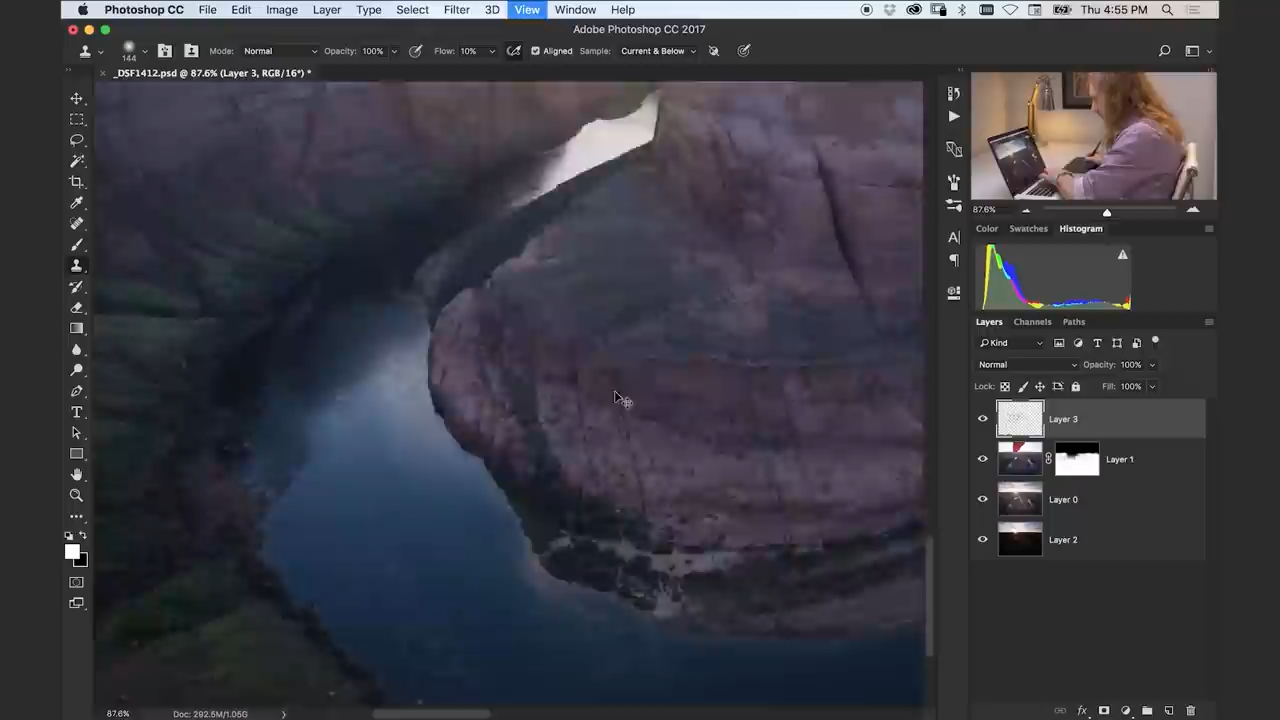 Photoshop CC File Edit Image Layer Type Select Filter 3D View Window Help Thu 4:55 PM
Adobe Photoshop CC 2017
144 Mode: Normal Opacity: 100% Flow: 10% Aligned Sample: Current & Below
_DSF1412.psd @ 87.6% (Layer 3, RGB/16*) *
87.6%
Color Swatches Histogram
Layers Channels Paths
Kind
Normal Opacity: 100%
Lock: Fill: 100%
Layer 3
Layer 1
Layer 0
Layer 2
87.6% Doc: 292.5M/1.05G
fx